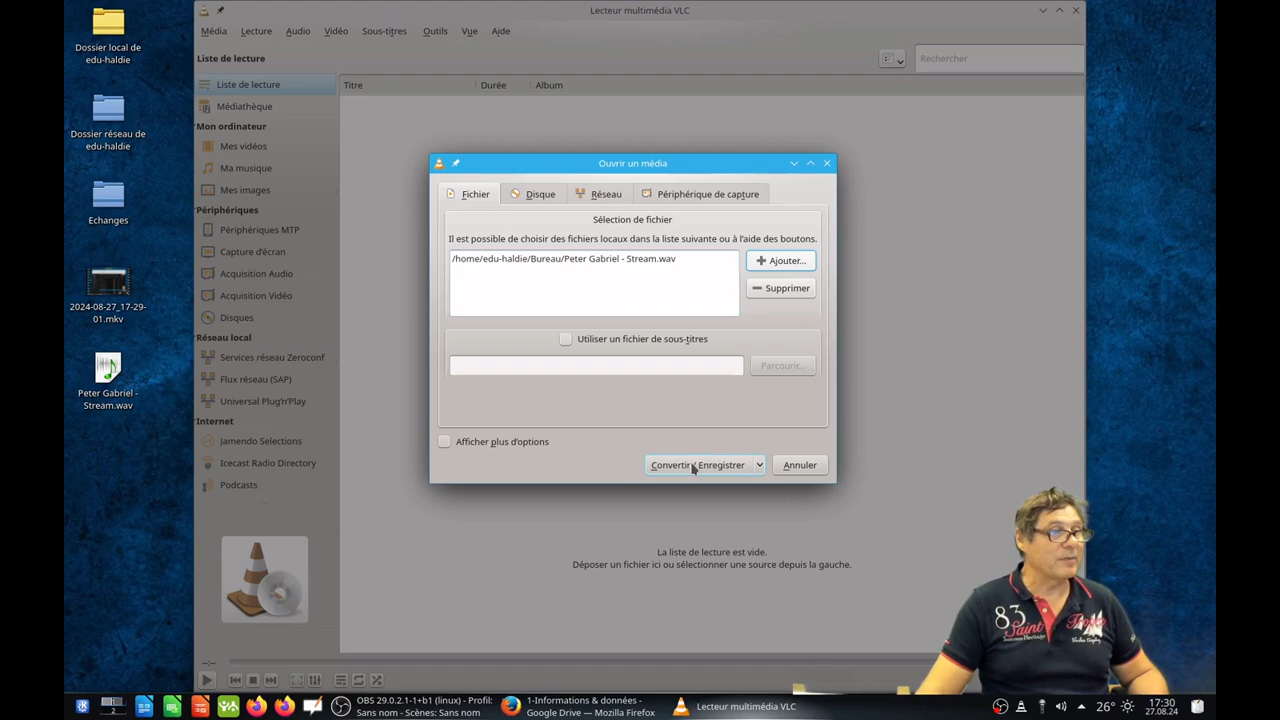 Lecteur multimédia VLC
Média Lecture Audio Vidéo Sous-titres Outils Vue Aide
Liste de lecture
Rechercher
Liste de lecture
Médiathèque
Mon ordinateur
Mes vidéos
Ma musique
Mes images
Périphériques
Périphériques MTP
Capture d'écran
Acquisition Audio
Acquisition Vidéo
Disques
Réseau local
Services réseau Zeroconf
Flux réseau (SAP)
Universal Plug'n'Play
Internet
Jamendo Selections
Icecast Radio Directory
Podcasts
Titre Durée Album
Dossier local de
edu-haldie
Dossier réseau de
edu-haldie
Echanges
2024-08-27_17-29-
01.mkv
Peter Gabriel -
Stream.wav
Ouvrir un média
Fichier Disque Réseau Périphérique de capture
Sélection de fichier
Il est possible de choisir des fichiers locaux dans la liste suivante ou à l'aide des boutons.
/home/edu-haldie/Bureau/Peter Gabriel - Stream.wav
Ajouter...
Supprimer
Utiliser un fichier de sous-titres
Parcourir...
Afficher plus d'options
Convertir / Enregistrer
Annuler
La liste de lecture est vide.
Déposer un fichier ici ou sélectionner une source depuis la gauche.
83
Saint Tropez
--:--
2
OBS 29.0.2.1-1+b1 (linux) - Profil:
Sans nom - Scènes: Sans nom
1-Informations & données -
Google Drive — Mozilla Firefox
Lecteur multimédia VLC
26°
17:30
27.08.24